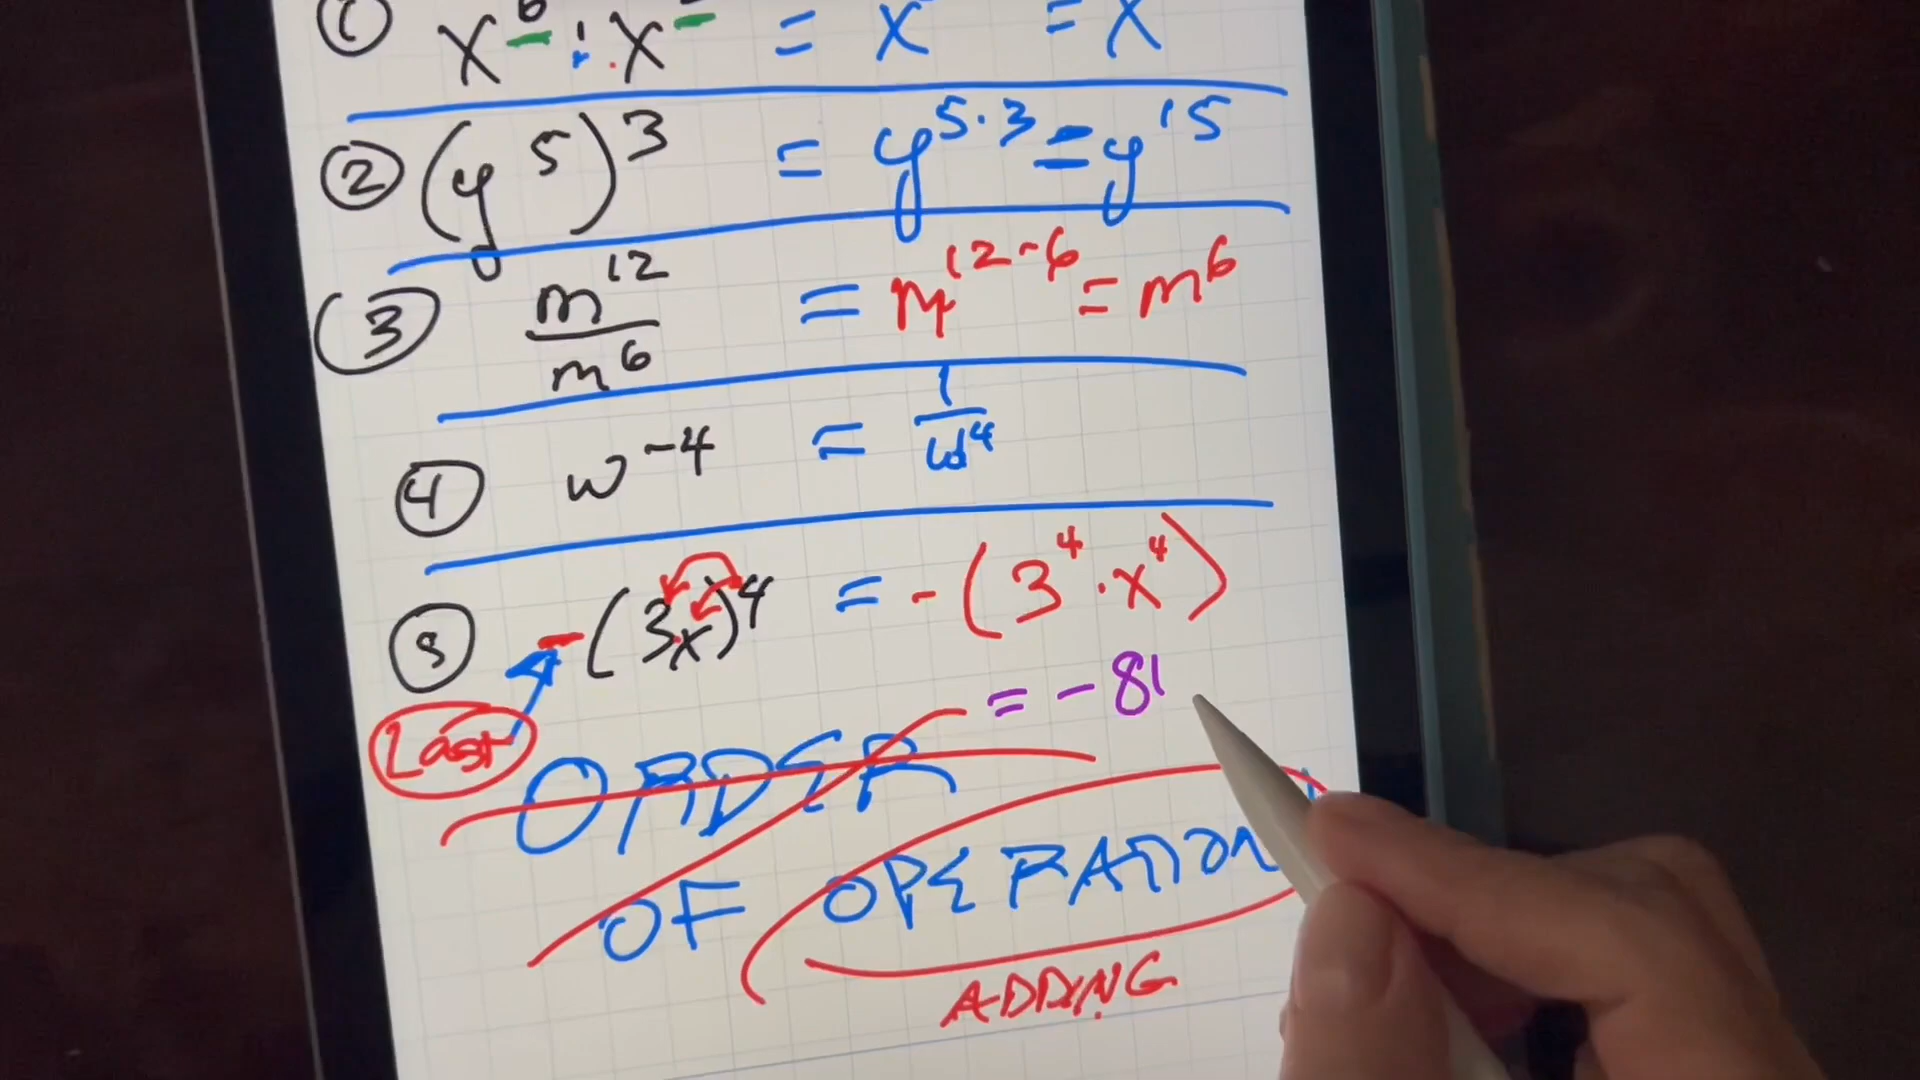 ① x · x = x = x
② (y⁵)³ = y⁵·³ = y¹⁵
③ m¹²/m⁶ = m¹²⁻⁶ = m⁶
④ w⁻⁴ = 1/w⁴
⑤ -(3x)⁴ = -(3⁴·x⁴)
= -81
Last
ORDER
OF OPERATION
ADDING